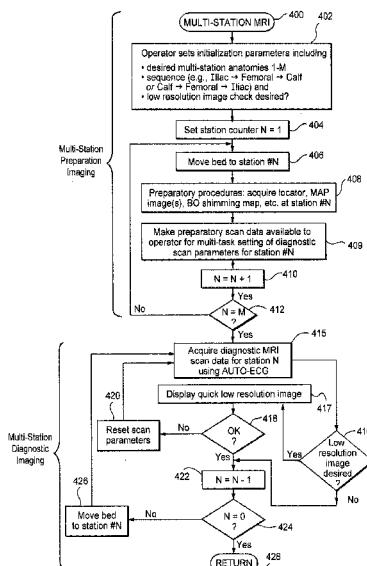 MULTI-STATION MRI
400
402
Operator sets initialization parameters including
• desired multi-station anatomies 1-M
• sequence (e.g., Iliac → Femoral → Calf
or Calf → Femoral → Iliac) and
• low resolution image check desired?
Set station counter N = 1
404
Move bed to station #N
406
Multi-Station
Preparation
Imaging
408
Preparatory procedures: acquire locator, MAP
image(s), BO shimming map, etc. at station #N
Make preparatory scan data available to
operator for multi-task setting of diagnostic
scan parameters for station #N
409
N = N + 1
410
No
Yes
N = M
?
412
Yes
415
Acquire diagnostic MRI
scan data for station N
using AUTO-ECG
420
Display quick low resolution image
417
Reset scan
parameters
No
OK
?
418
Yes
Low
resolution
image
desired
?
No
Multi-Station
Diagnostic
Imaging
426
422
Yes
N = N - 1
Move bed
to station #N
No
N = 0
?
424
Yes
RETURN
428